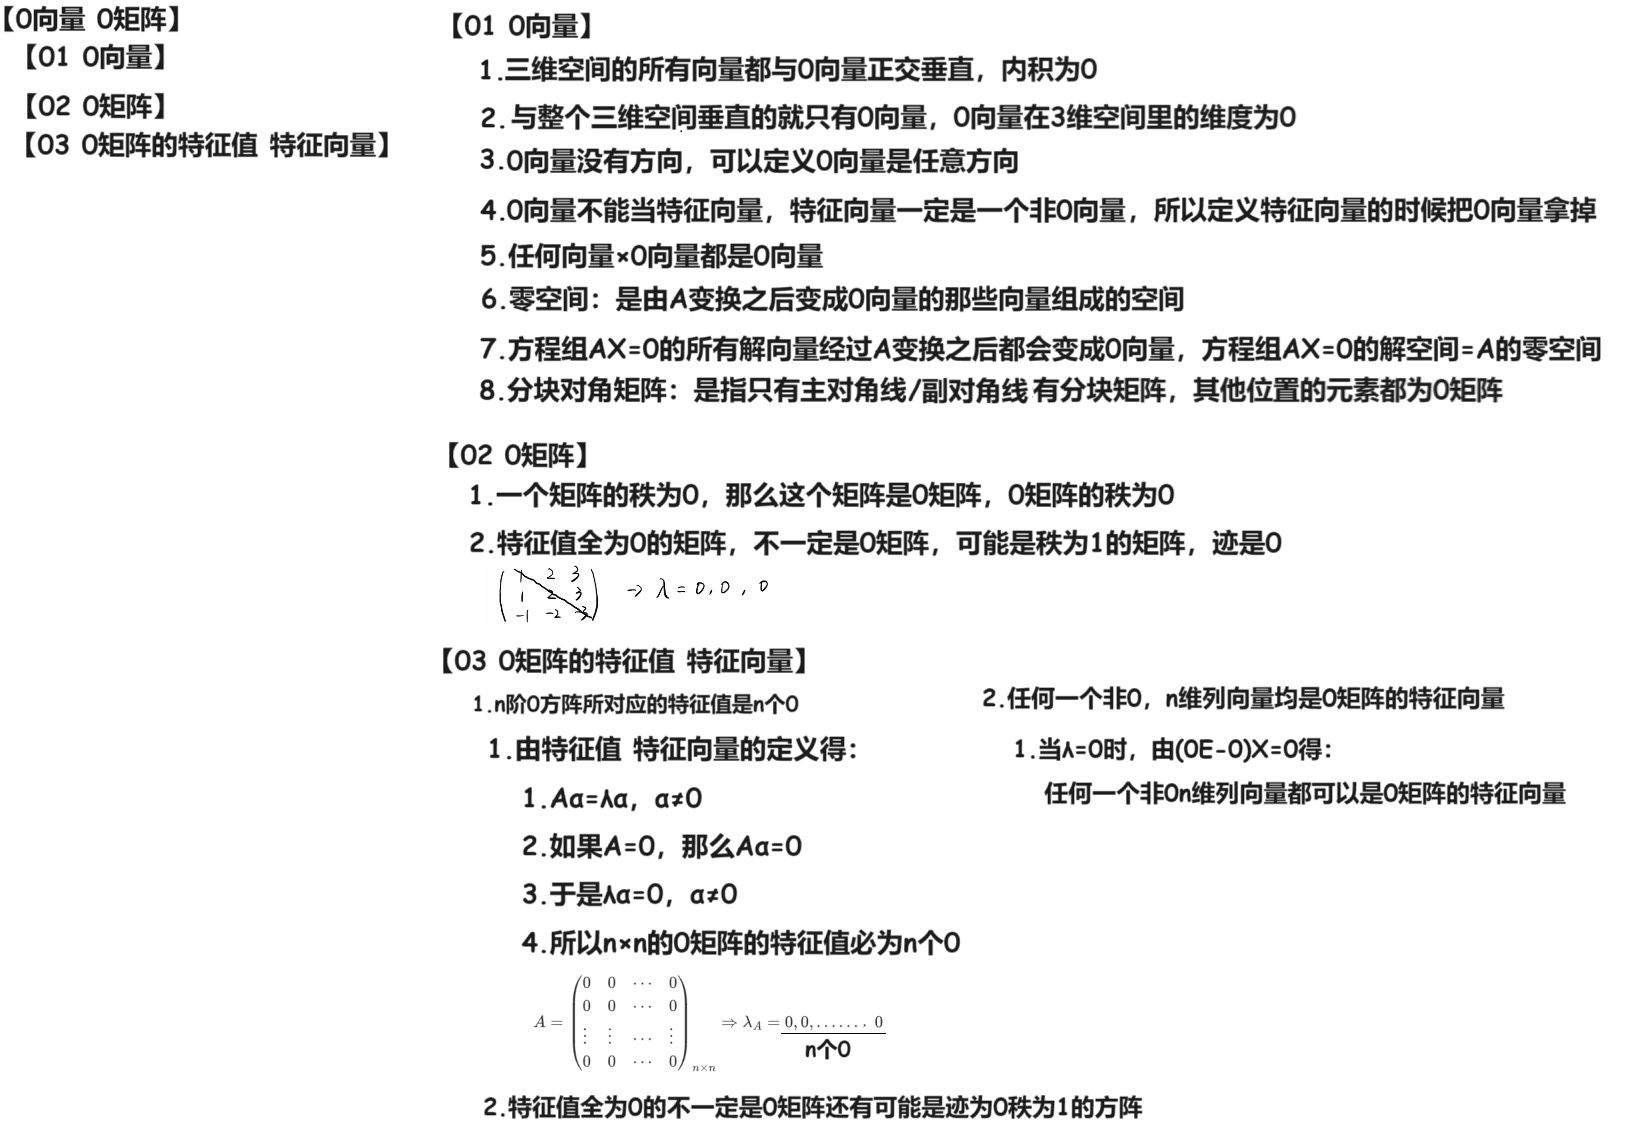 【0向量 0矩阵】
【01 0向量】
【02 0矩阵】
【03 0矩阵的特征值 特征向量】
【01 0向量】
1.三维空间的所有向量都与0向量正交垂直，内积为0
2.与整个三维空间垂直的就只有0向量，0向量在3维空间里的维度为0
3.0向量没有方向，可以定义0向量是任意方向
4.0向量不能当特征向量，特征向量一定是一个非0向量，所以定义特征向量的时候把0向量拿掉
5.任何向量×0向量都是0向量
6.零空间：是由A变换之后变成0向量的那些向量组成的空间
7.方程组AX=0的所有解向量经过A变换之后都会变成0向量，方程组AX=0的解空间=A的零空间
8.分块对角矩阵：是指只有主对角线/副对角线有分块矩阵，其他位置的元素都为0矩阵
【02 0矩阵】
1.一个矩阵的秩为0，那么这个矩阵是0矩阵，0矩阵的秩为0
2.特征值全为0的矩阵，不一定是0矩阵，可能是秩为1的矩阵，迹是0
1 2 3
1 2 3 → λ = 0, 0, 0
-1 -2 -3
【03 0矩阵的特征值 特征向量】
1.n阶0方阵所对应的特征值是n个0
1.由特征值 特征向量的定义得：
1.Aα=λα，α≠0
2.如果A=0，那么Aα=0
3.于是λα=0，α≠0
4.所以n×n的0矩阵的特征值必为n个0
0 0 ⋯ 0
0 0 ⋯ 0
A = ⋮ ⋮ ⋯ ⋮ ⇒ λ_A = 0, 0, ......, 0
0 0 ⋯ 0 n×n
n个0
2.特征值全为0的不一定是0矩阵还有可能是迹为0秩为1的方阵
2.任何一个非0，n维列向量均是0矩阵的特征向量
1.当λ=0时，由(0E-0)X=0得：
任何一个非0n维列向量都可以是0矩阵的特征向量